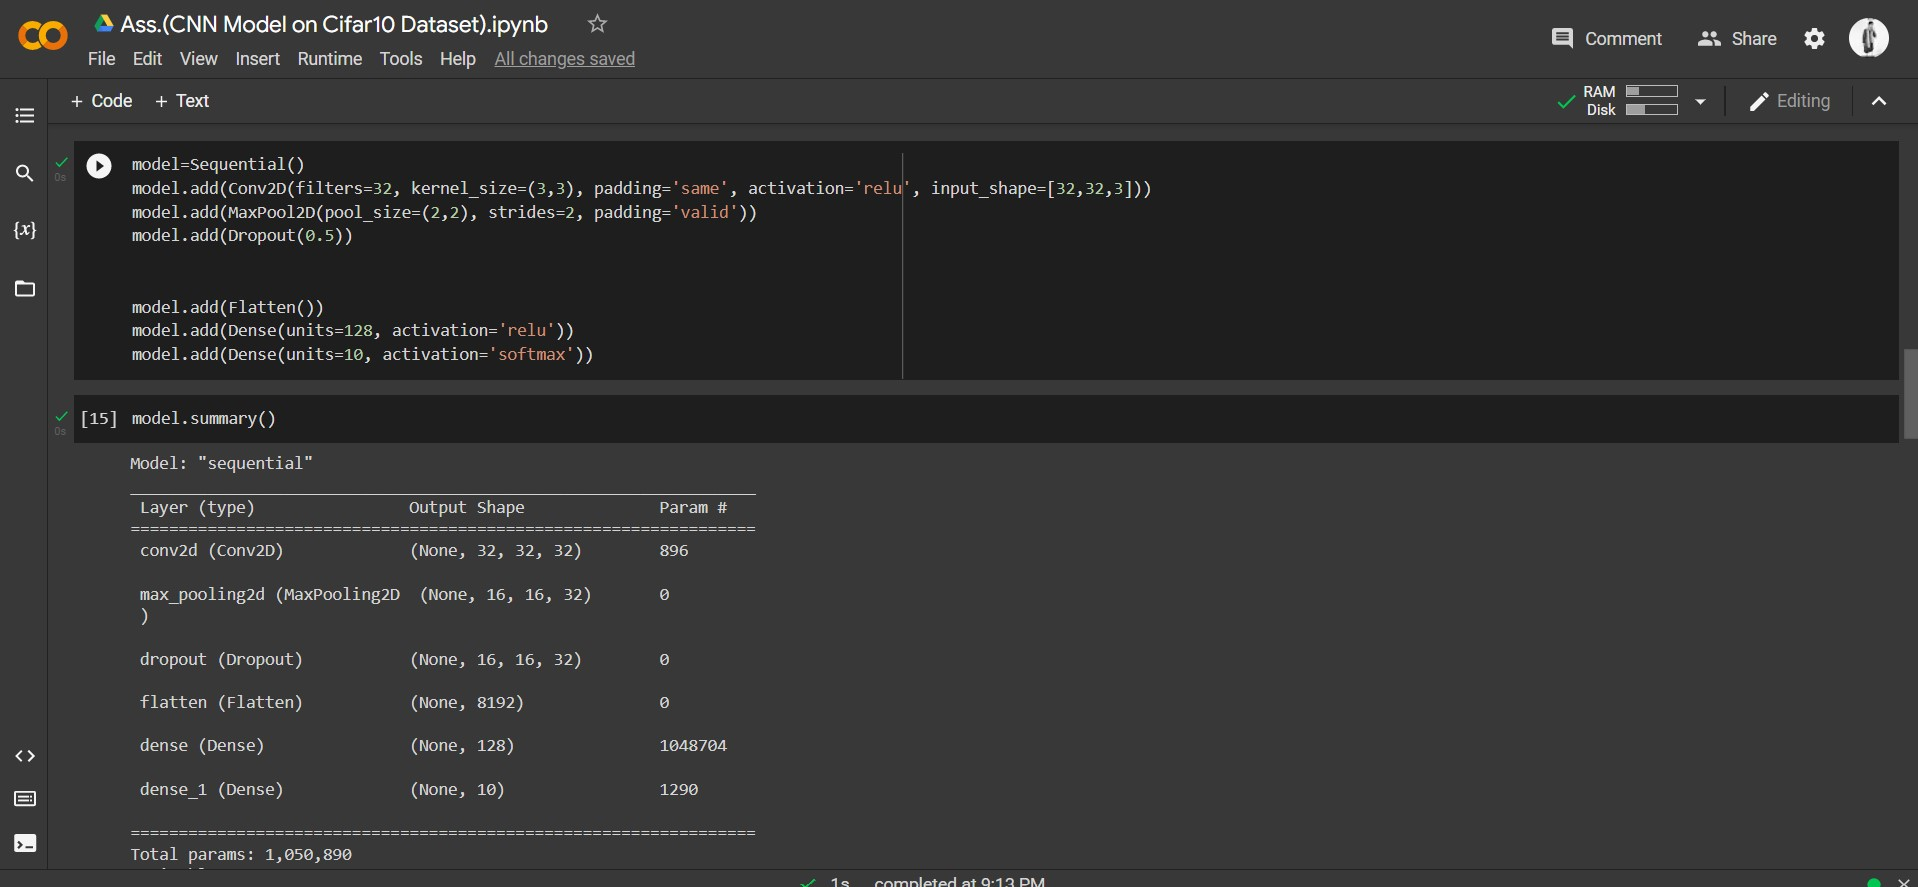 Ass.(CNN Model on Cifar10 Dataset).ipynb
File Edit View Insert Runtime Tools Help All changes saved
Comment Share
+ Code + Text
RAM
Disk
Editing
0s
model=Sequential()
model.add(Conv2D(filters=32, kernel_size=(3,3), padding='same', activation='relu', input_shape=[32,32,3]))
model.add(MaxPool2D(pool_size=(2,2), strides=2, padding='valid'))
model.add(Dropout(0.5))
model.add(Flatten())
model.add(Dense(units=128, activation='relu'))
model.add(Dense(units=10, activation='softmax'))
[15] model.summary()
0s
Model: "sequential"
Layer (type) Output Shape Param #
=================================================================
conv2d (Conv2D) (None, 32, 32, 32) 896
max_pooling2d (MaxPooling2D (None, 16, 16, 32) 0
)
dropout (Dropout) (None, 16, 16, 32) 0
flatten (Flatten) (None, 8192) 0
dense (Dense) (None, 128) 1048704
dense_1 (Dense) (None, 10) 1290
=================================================================
Total params: 1,050,890
1s completed at 9:13 PM